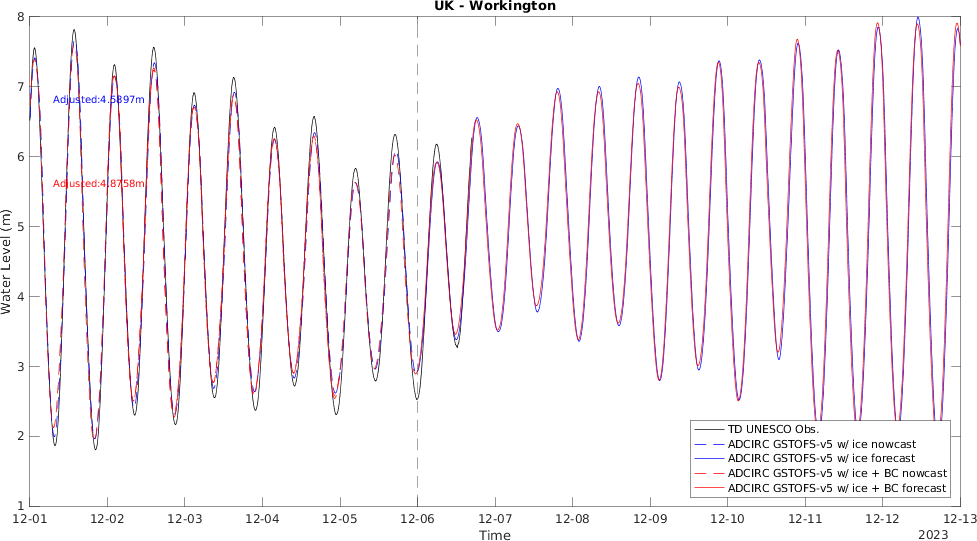 UK - Workington
8
7
6
5
4
3
2
1
Water Level (m)
Adjusted:4.5897m
Adjusted:4.8758m
TD UNESCO Obs.
ADCIRC GSTOFS-v5 w/ ice nowcast
ADCIRC GSTOFS-v5 w/ ice forecast
ADCIRC GSTOFS-v5 w/ ice + BC nowcast
ADCIRC GSTOFS-v5 w/ ice + BC forecast
12-01 12-02 12-03 12-04 12-05 12-06 12-07 12-08 12-09 12-10 12-11 12-12 12-13
Time
2023